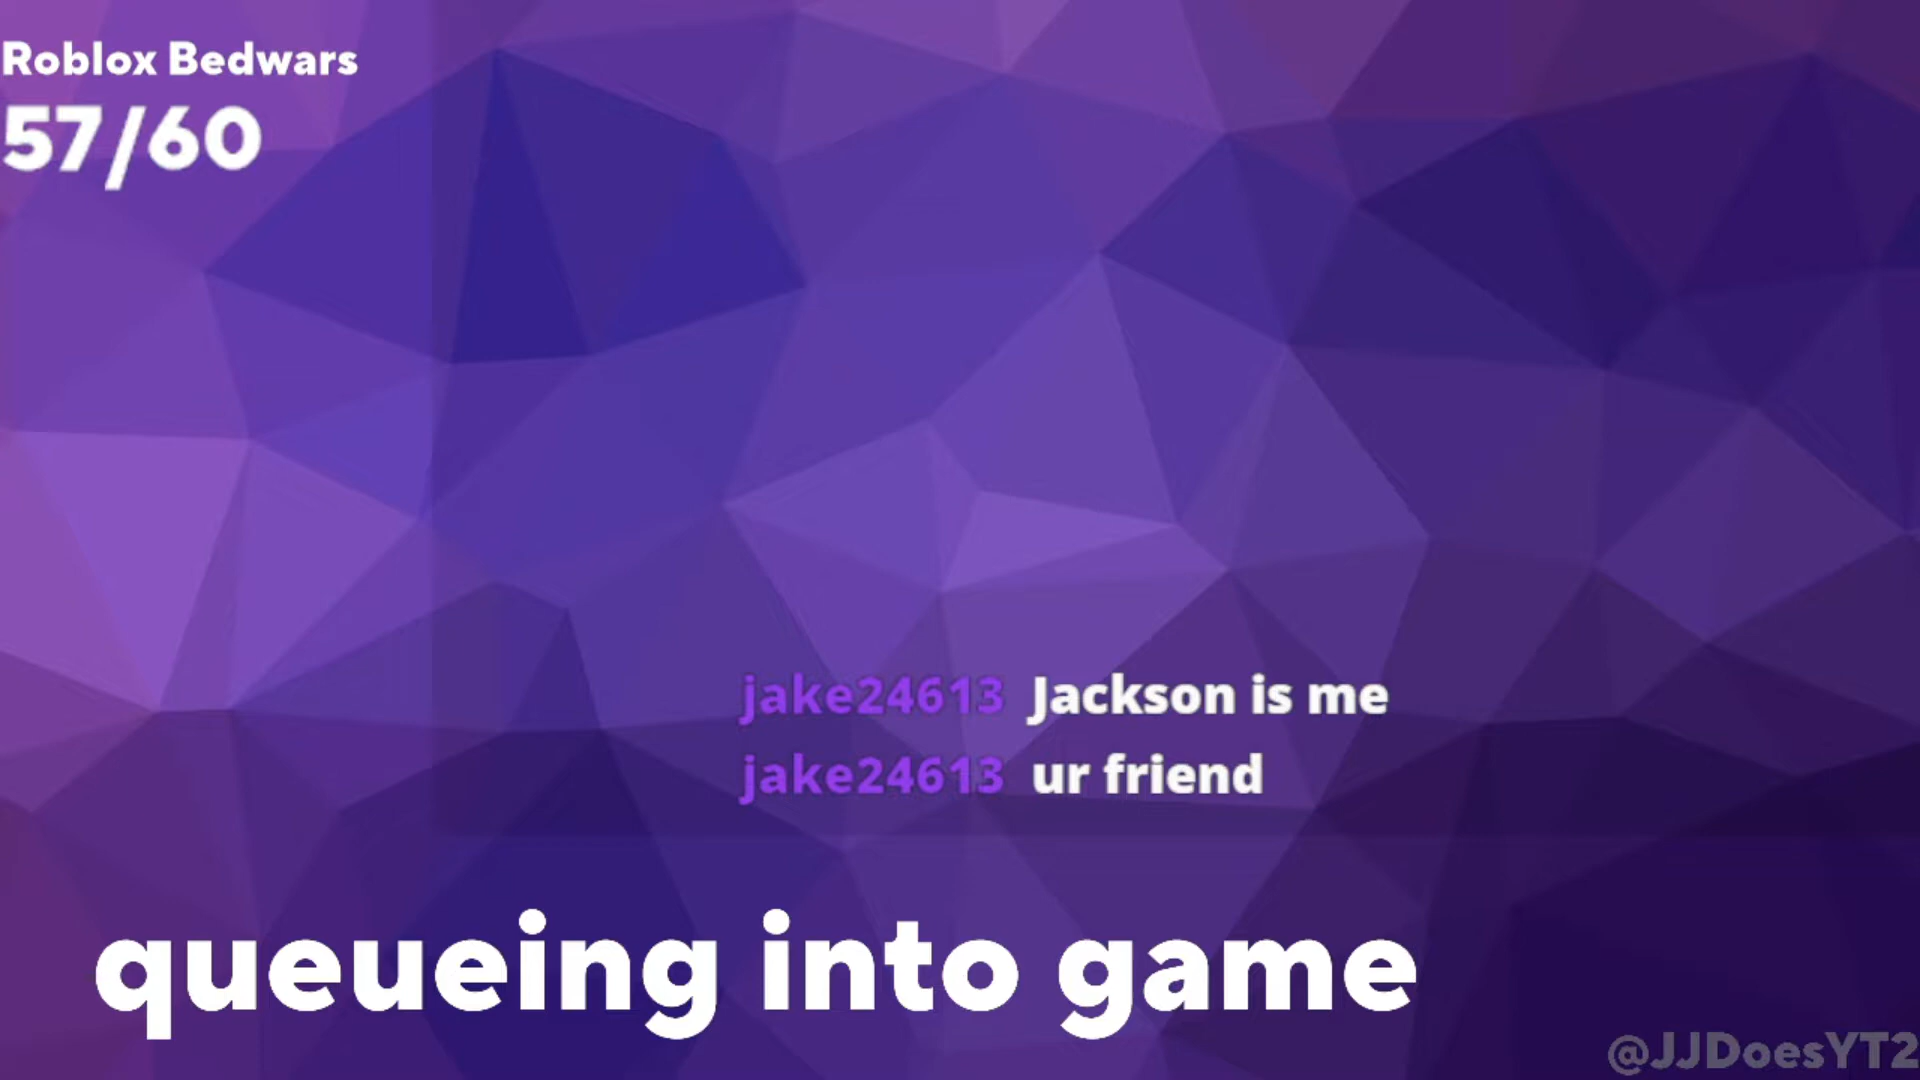 Roblox Bedwars
57/60
jake24613 Jackson is me
jake24613 ur friend
queueing into game
@JJDoesYT2